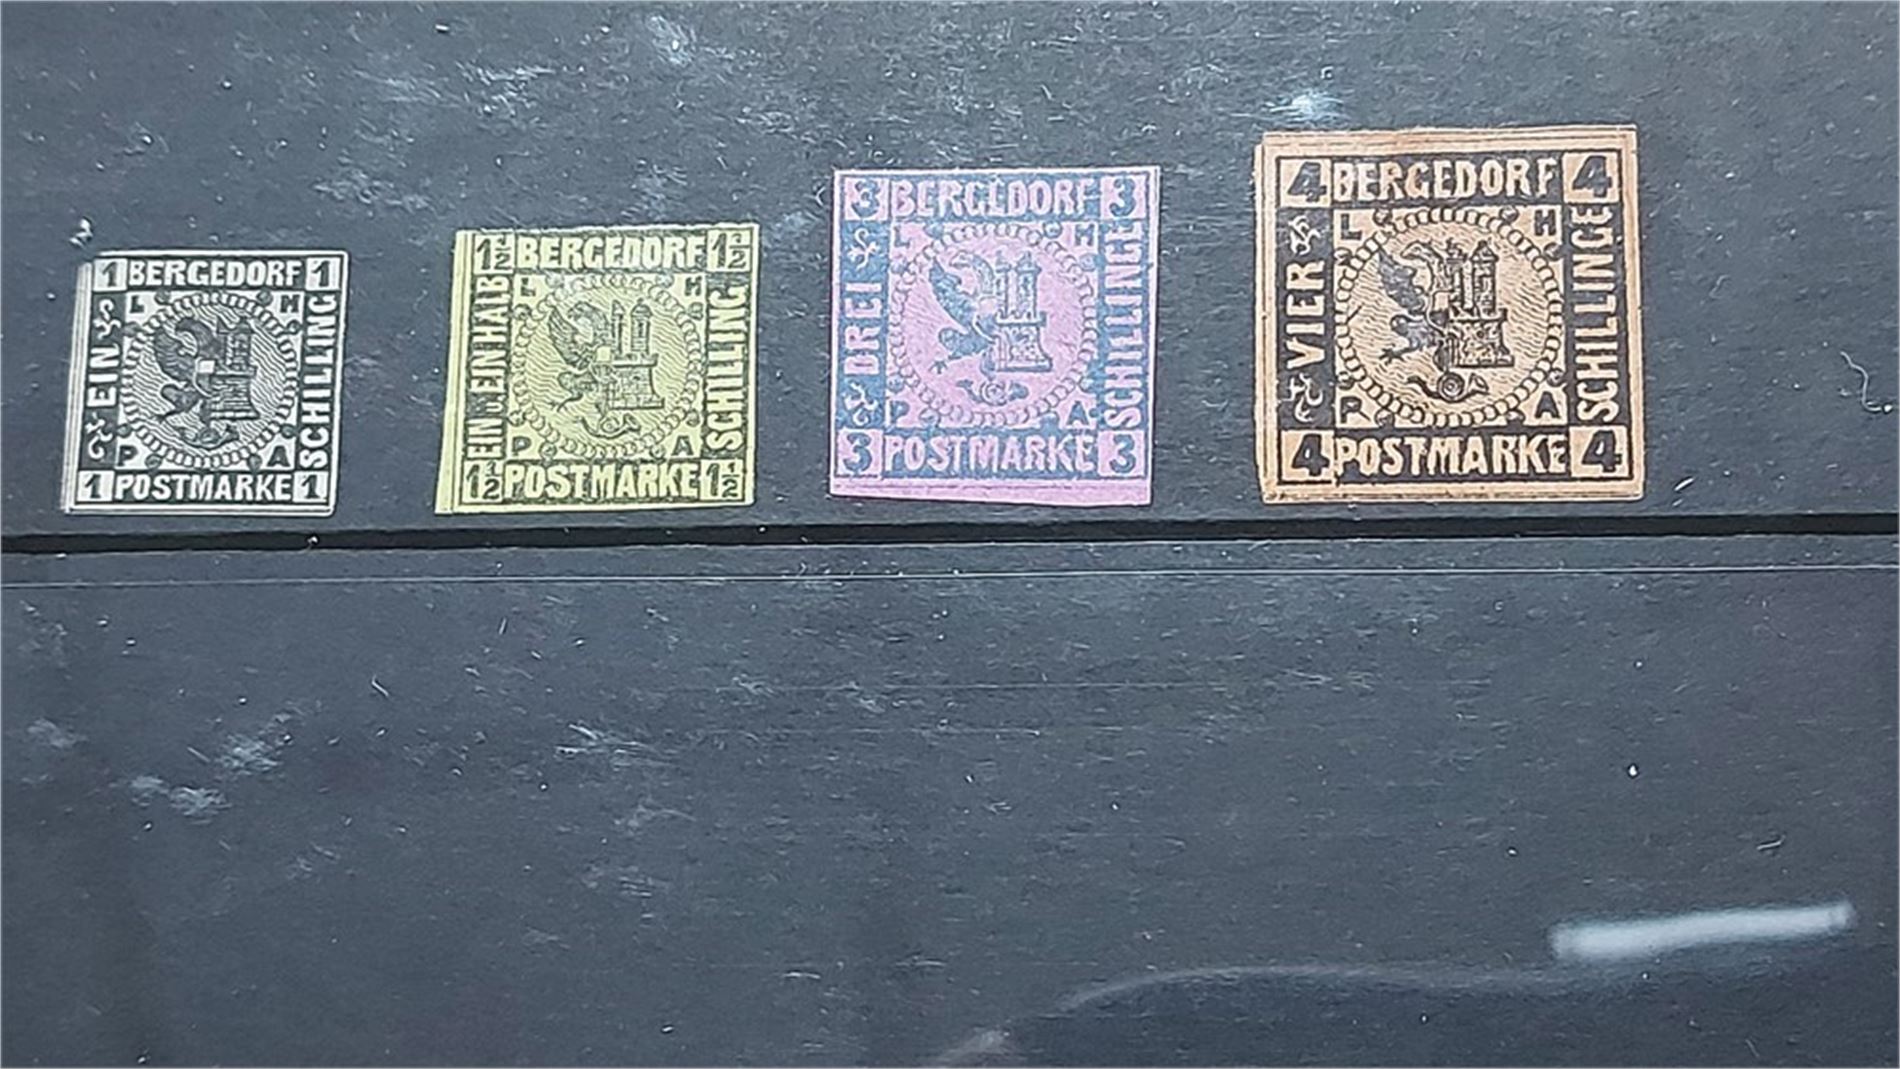 1 BERGEDORF 1
EIN
L H
P A
SCHILLING
1 POSTMARKE 1
1½ BERGEDORF 1½
EIN U. EIN HALB
L H
P A
SCHILLING
1½ POSTMARKE 1½
3 BERGEDORF 3
DREI
L H
P A
SCHILLINGE
3 POSTMARKE 3
4 BERGEDORF 4
VIER
L H
P A
SCHILLINGE
4 POSTMARKE 4